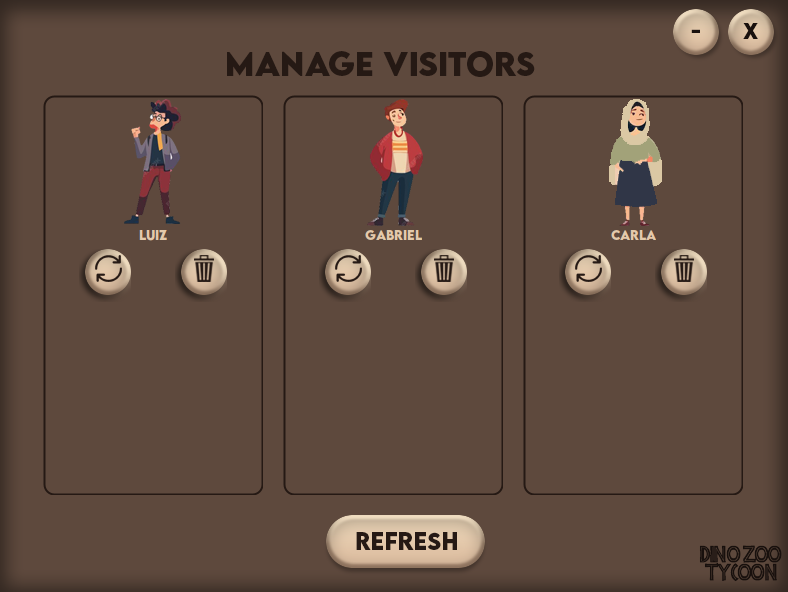 -
X
MANAGE VISITORS
LUIZ
GABRIEL
CARLA
REFRESH
DINO ZOO
TYCOON